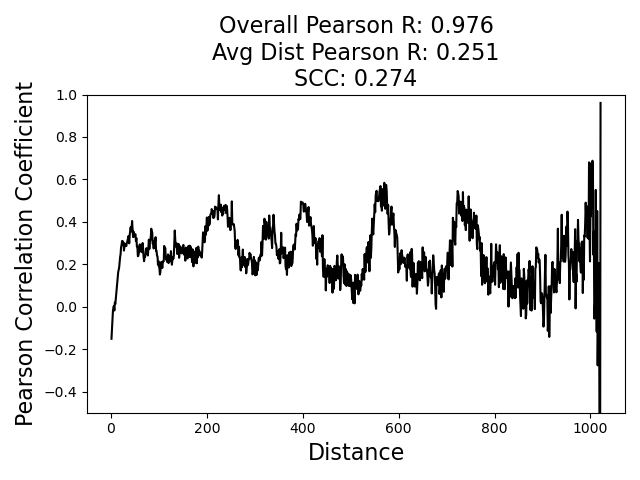 Overall Pearson R: 0.976
Avg Dist Pearson R: 0.251
SCC: 0.274
Pearson Correlation Coefficient
1.0
0.8
0.6
0.4
0.2
0.0
−0.2
−0.4
0 200 400 600 800 1000
Distance